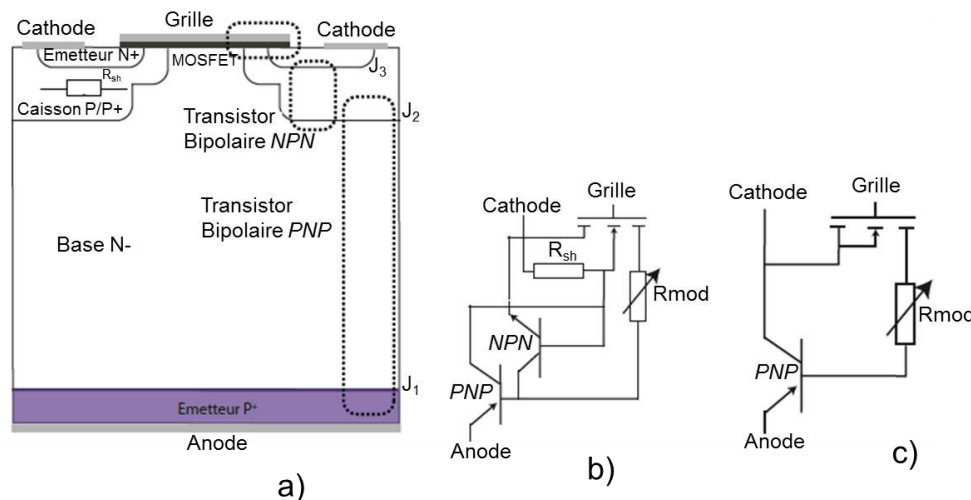 Cathode
Grille
Cathode
Emetteur N+
MOSFET
J3
Rsh
Caisson P/P+
J2
Transistor
Bipolaire NPN
Transistor
Bipolaire PNP
Base N-
J1
Emetteur P+
Anode
a)
Grille
Cathode
Rsh
Rmod
NPN
PNP
Anode
b)
Cathode
Grille
Rmod
PNP
Anode
c)